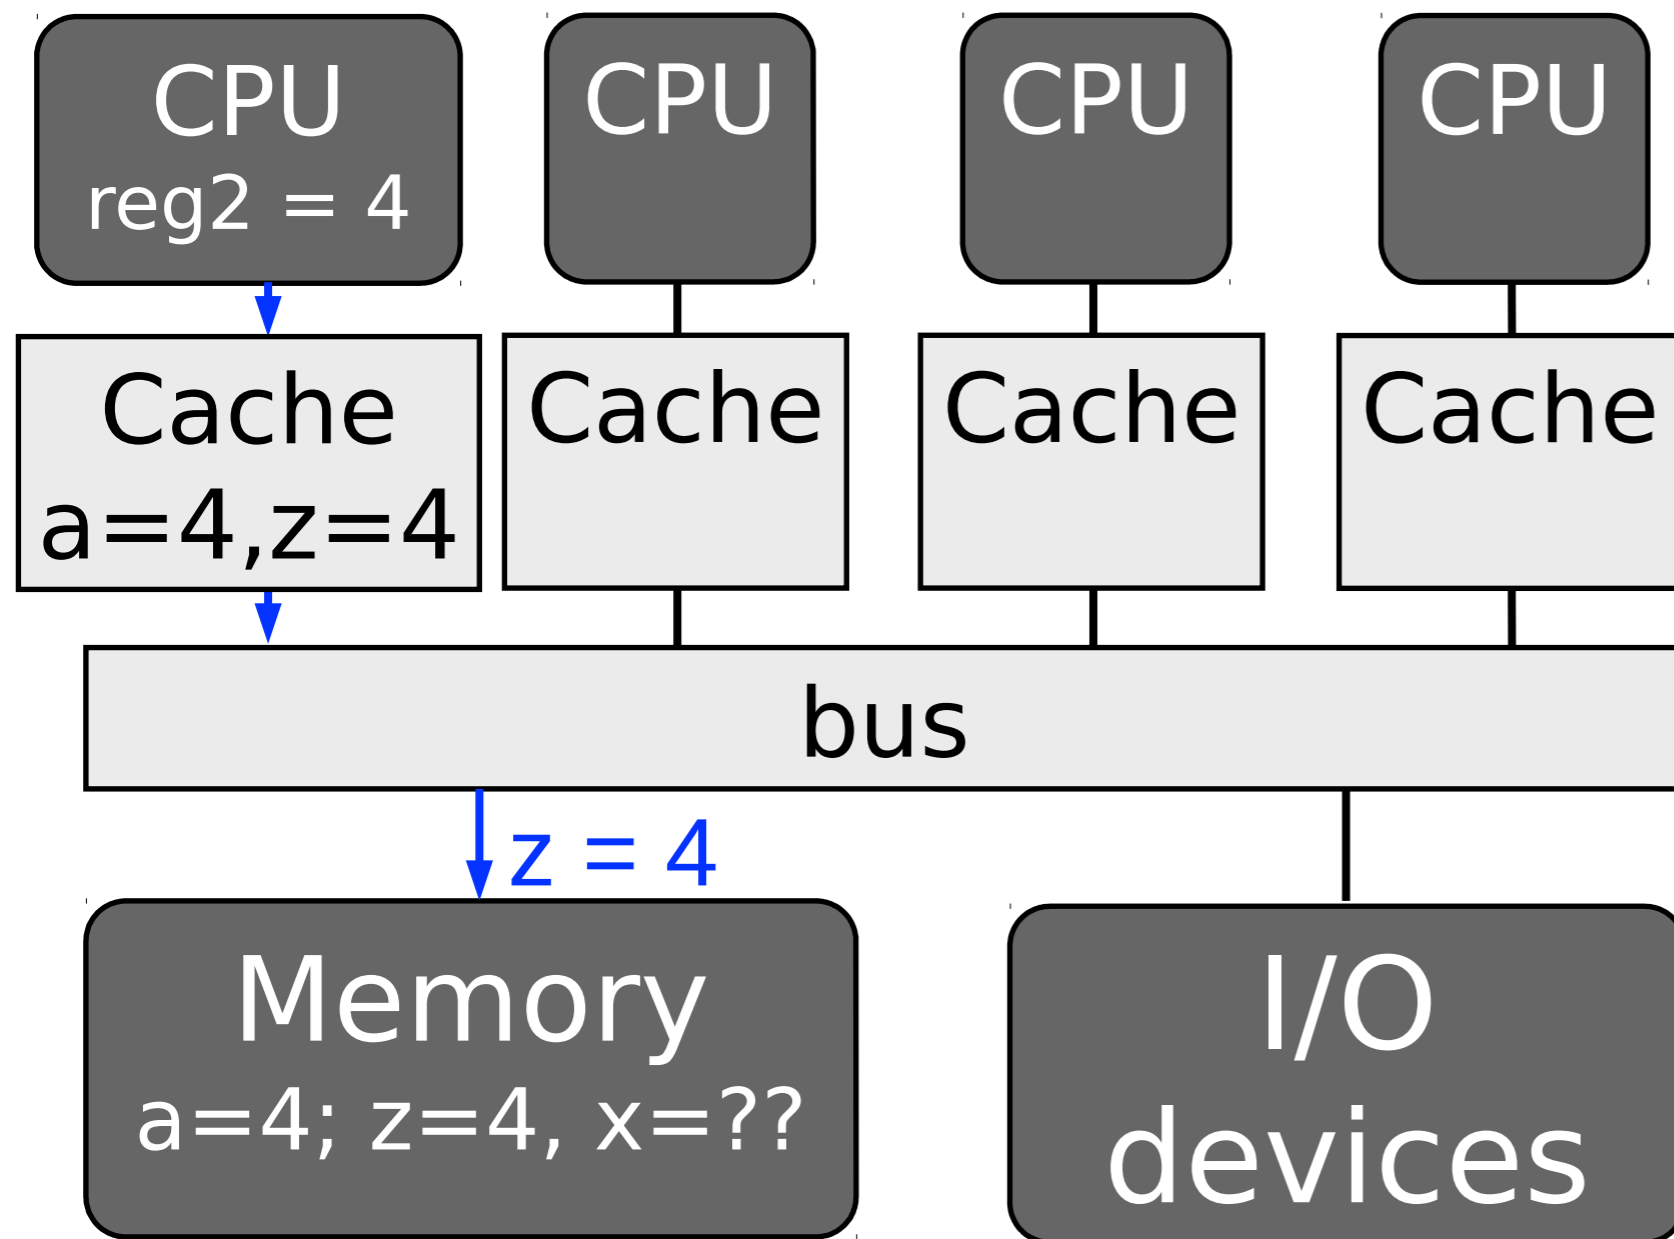 CPU
reg2 = 4
CPU
CPU
CPU
Cache
a=4,z=4
Cache
Cache
Cache
bus
z = 4
Memory
a=4; z=4, x=??
I/O
devices